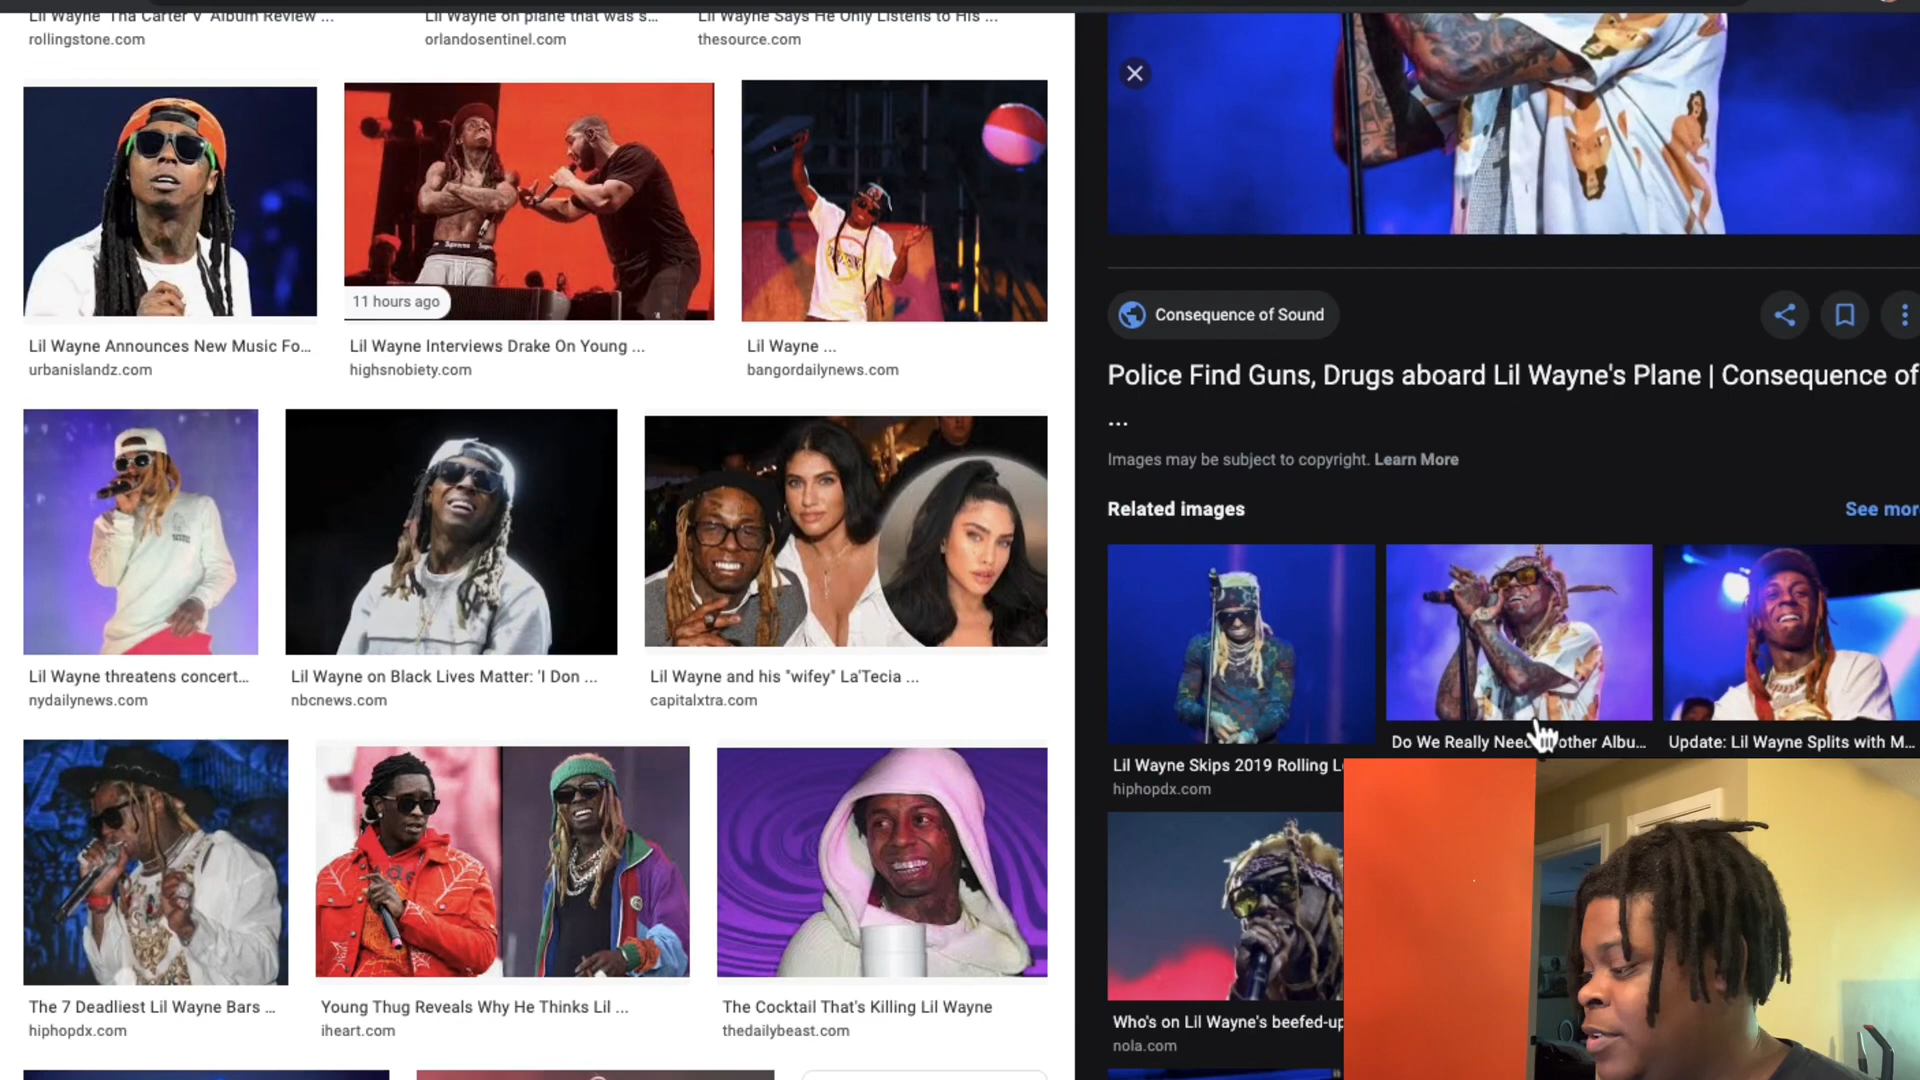 Lil Wayne 'Tha Carter V' Album Review ...
rollingstone.com
Lil Wayne on plane that was s...
orlandosentinel.com
Lil Wayne Says He Only Listens to His ...
thesource.com
11 hours ago
Lil Wayne Announces New Music Fo...
urbanislandz.com
Lil Wayne Interviews Drake On Young ...
highsnobiety.com
Lil Wayne ...
bangordailynews.com
Lil Wayne threatens concert...
nydailynews.com
Lil Wayne on Black Lives Matter: 'I Don ...
nbcnews.com
Lil Wayne and his "wifey" La'Tecia ...
capitalxtra.com
The 7 Deadliest Lil Wayne Bars ...
hiphopdx.com
Young Thug Reveals Why He Thinks Lil ...
iheart.com
The Cocktail That's Killing Lil Wayne
thedailybeast.com
Consequence of Sound
Police Find Guns, Drugs aboard Lil Wayne's Plane | Consequence of
...
Images may be subject to copyright. Learn More
Related images
See mor
Lil Wayne Skips 2019 Rolling L
hiphopdx.com
Do We Really Nee other Albu...
Update: Lil Wayne Splits with M...
Who's on Lil Wayne's beefed-up
nola.com